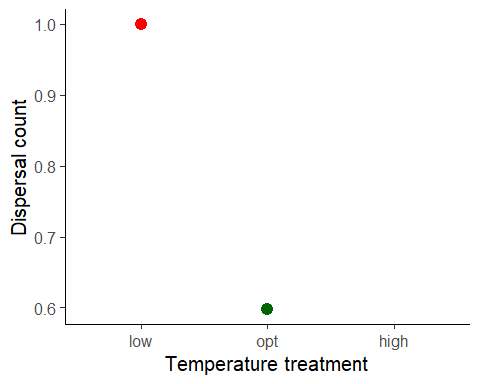 Dispersal count
1.0
0.9
0.8
0.7
0.6
low opt high
Temperature treatment